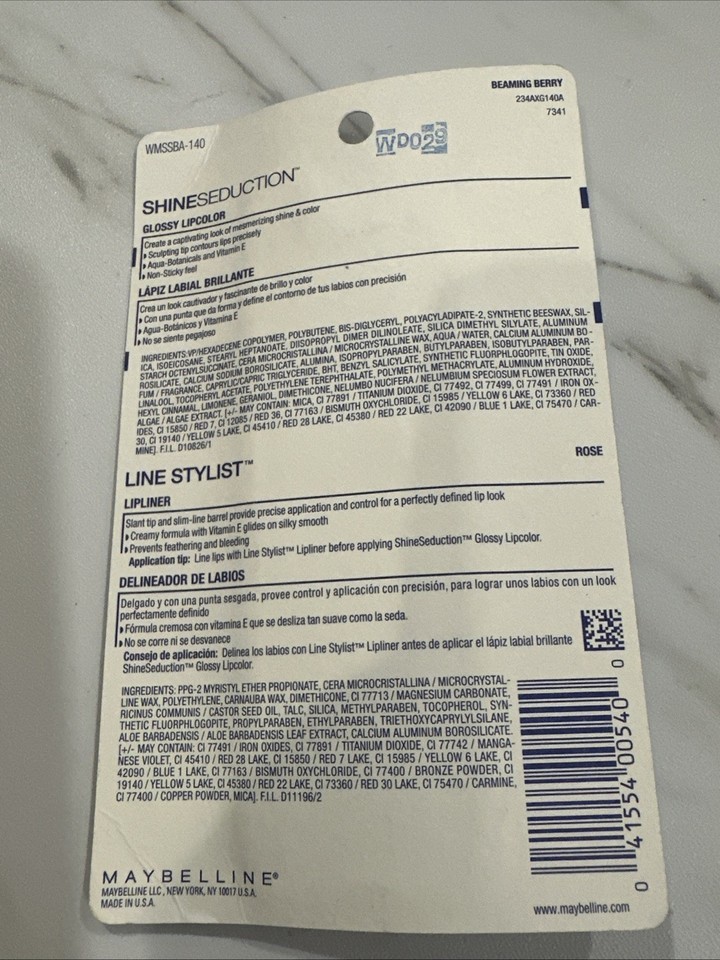 BEAMING BERRY
234AXG140A
7341
WMSSBA-140
WD029
SHINESEDUCTION™
GLOSSY LIPCOLOR
Create a captivating look of mesmerizing shine & color
Sculpting tip contours lips precisely
Aqua-Botanicals and Vitamin E
Non-Sticky feel
LÁPIZ LABIAL BRILLANTE
Crea un look cautivador y fascinante de brillo y color
Con una punta que da forma y define el contorno de tus labios con precisión
Agua-Botánicos y Vitamina E
No se siente pegajoso
INGREDIENTS: VP/HEXADECENE COPOLYMER, POLYBUTENE, BIS-DIGLYCERYL, POLYACYLADIPATE-2, SYNTHETIC BEESWAX, SIL-
ICA, ISOEICOSANE, STEARYL HEPTANOATE, DIISOPROPYL DIMER DILINOLEATE, SILICA DIMETHYL SILYLATE, ALUMINUM
STARCH OCTENYLSUCCINATE, CERA MICROCRISTALLINA / MICROCRYSTALLINE WAX, AQUA / WATER, CALCIUM ALUMINUM BO-
ROSILICATE, CALCIUM SODIUM BOROSILICATE, ALUMINA, ISOPROPYLPARABEN, BUTYLPARABEN, ISOBUTYLPARABEN, PAR-
FUM / FRAGRANCE, CAPRYLIC/CAPRIC TRIGLYCERIDE, BHT, BENZYL SALICYLATE, SYNTHETIC FLUORPHLOGOPITE, TIN OXIDE,
LINALOOL, TOCOPHERYL ACETATE, POLYETHYLENE TEREPHTHALATE, POLYMETHYL METHACRYLATE, ALUMINUM HYDROXIDE,
HEXYL CINNAMAL, LIMONENE, GERANIOL, DIMETHICONE, NELUMBO NUCIFERA / NELUMBIUM SPECIOSUM FLOWER EXTRACT,
ALGAE / ALGAE EXTRACT. [+/- MAY CONTAIN: MICA, CI 77891 / TITANIUM DIOXIDE, CI 77492, CI 77499, CI 77491 / IRON OX-
IDES, CI 15850 / RED 7, CI 12085 / RED 36, CI 77163 / BISMUTH OXYCHLORIDE, CI 15985 / YELLOW 6 LAKE, CI 73360 / RED
30, CI 19140 / YELLOW 5 LAKE, CI 45410 / RED 28 LAKE, CI 45380 / RED 22 LAKE, CI 42090 / BLUE 1 LAKE, CI 75470 / CAR-
MINE]. F.I.L. D10826/1
LINE STYLIST™
ROSE
LIPLINER
Slant tip and slim-line barrel provide precise application and control for a perfectly defined lip look
Creamy formula with Vitamin E glides on silky smooth
Prevents feathering and bleeding
Application tip: Line lips with Line Stylist™ Lipliner before applying ShineSeduction™ Glossy Lipcolor.
DELINEADOR DE LABIOS
Delgado y con una punta sesgada, provee control y aplicación con precisión, para lograr unos labios con un look
perfectamente definido
Fórmula cremosa con vitamina E que se desliza tan suave como la seda.
No se corre ni se desvanece
Consejo de aplicación: Delinea los labios con Line Stylist™ Lipliner antes de aplicar el lápiz labial brillante
ShineSeduction™ Glossy Lipcolor.
INGREDIENTS: PPG-2 MYRISTYL ETHER PROPIONATE, CERA MICROCRISTALLINA / MICROCRYSTAL-
LINE WAX, POLYETHYLENE, CARNAUBA WAX, DIMETHICONE, CI 77713 / MAGNESIUM CARBONATE,
RICINUS COMMUNIS / CASTOR SEED OIL, TALC, SILICA, METHYLPARABEN, TOCOPHEROL, SYN-
THETIC FLUORPHLOGOPITE, PROPYLPARABEN, ETHYLPARABEN, TRIETHOXYCAPRYLYLSILANE,
ALOE BARBADENSIS / ALOE BARBADENSIS LEAF EXTRACT, CALCIUM ALUMINUM BOROSILICATE.
[+/- MAY CONTAIN: CI 77491 / IRON OXIDES, CI 77891 / TITANIUM DIOXIDE, CI 77742 / MANGA-
NESE VIOLET, CI 45410 / RED 28 LAKE, CI 15850 / RED 7 LAKE, CI 15985 / YELLOW 6 LAKE, CI
42090 / BLUE 1 LAKE, CI 77163 / BISMUTH OXYCHLORIDE, CI 77400 / BRONZE POWDER, CI
19140 / YELLOW 5 LAKE, CI 45380 / RED 22 LAKE, CI 73360 / RED 30 LAKE, CI 75470 / CARMINE,
CI 77400 / COPPER POWDER, MICA]. F.I.L. D11196/2
0 41554 00540 0
MAYBELLINE®
MAYBELLINE LLC, NEW YORK, NY 10017 U.S.A.
MADE IN U.S.A.
www.maybelline.com